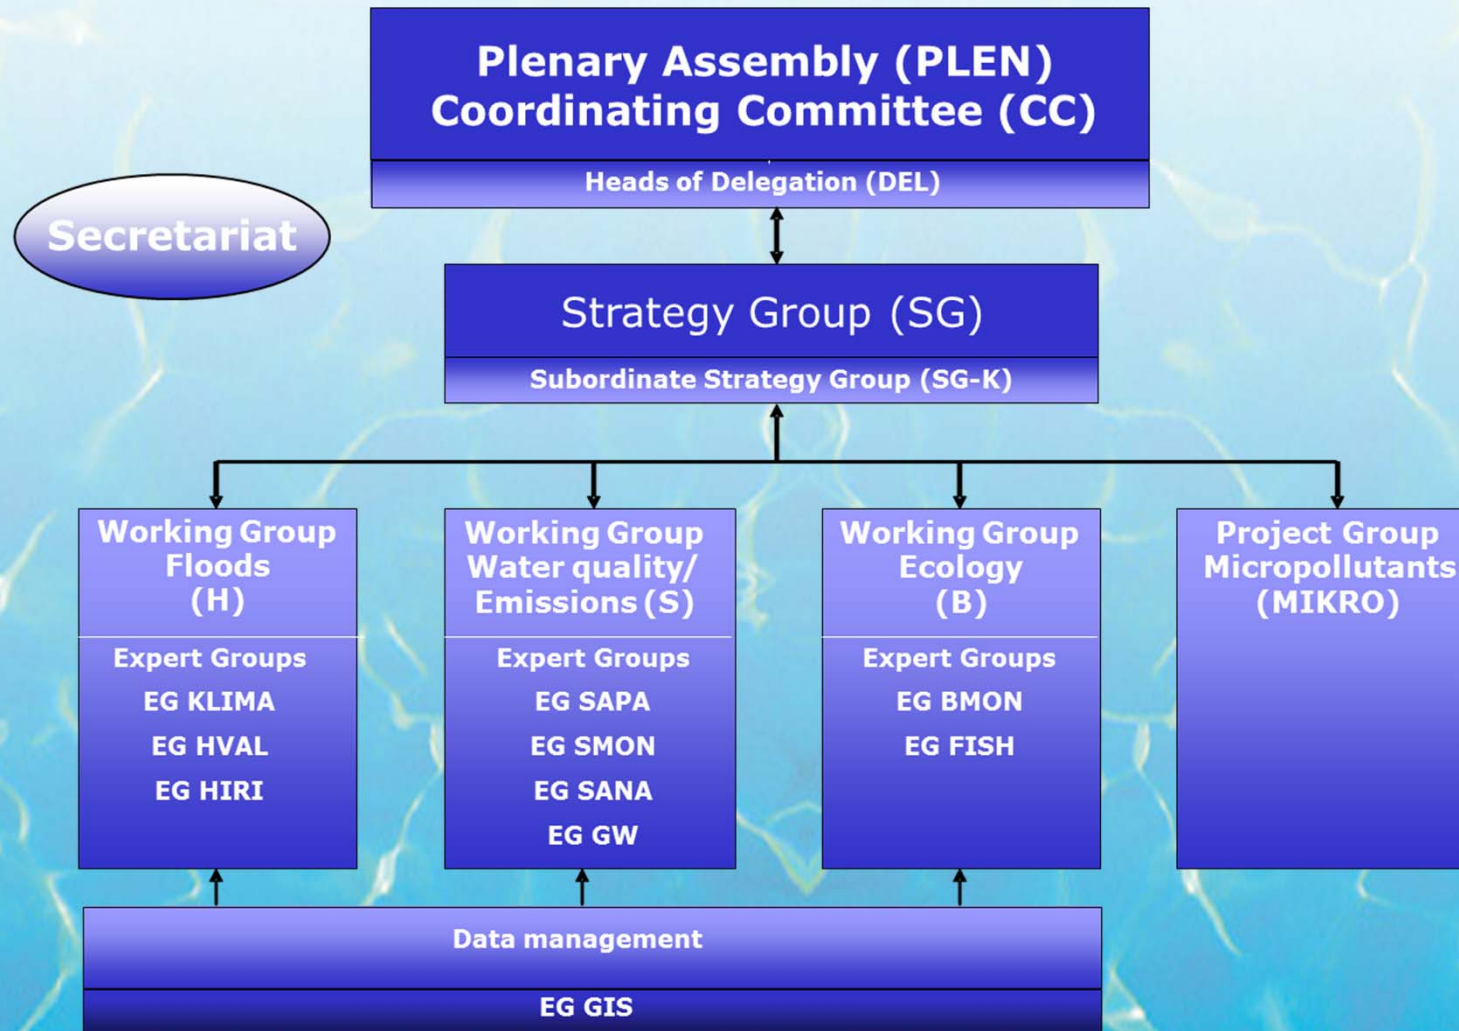 Plenary Assembly (PLEN)
Coordinating Committee (CC)
Heads of Delegation (DEL)
Secretariat
Strategy Group (SG)
Subordinate Strategy Group (SG-K)
Working Group
Floods
(H)
Expert Groups
EG KLIMA
EG HVAL
EG HIRI
Working Group
Water quality/
Emissions (S)
Expert Groups
EG SAPA
EG SMON
EG SANA
EG GW
Working Group
Ecology
(B)
Expert Groups
EG BMON
EG FISH
Project Group
Micropollutants
(MIKRO)
Data management
EG GIS